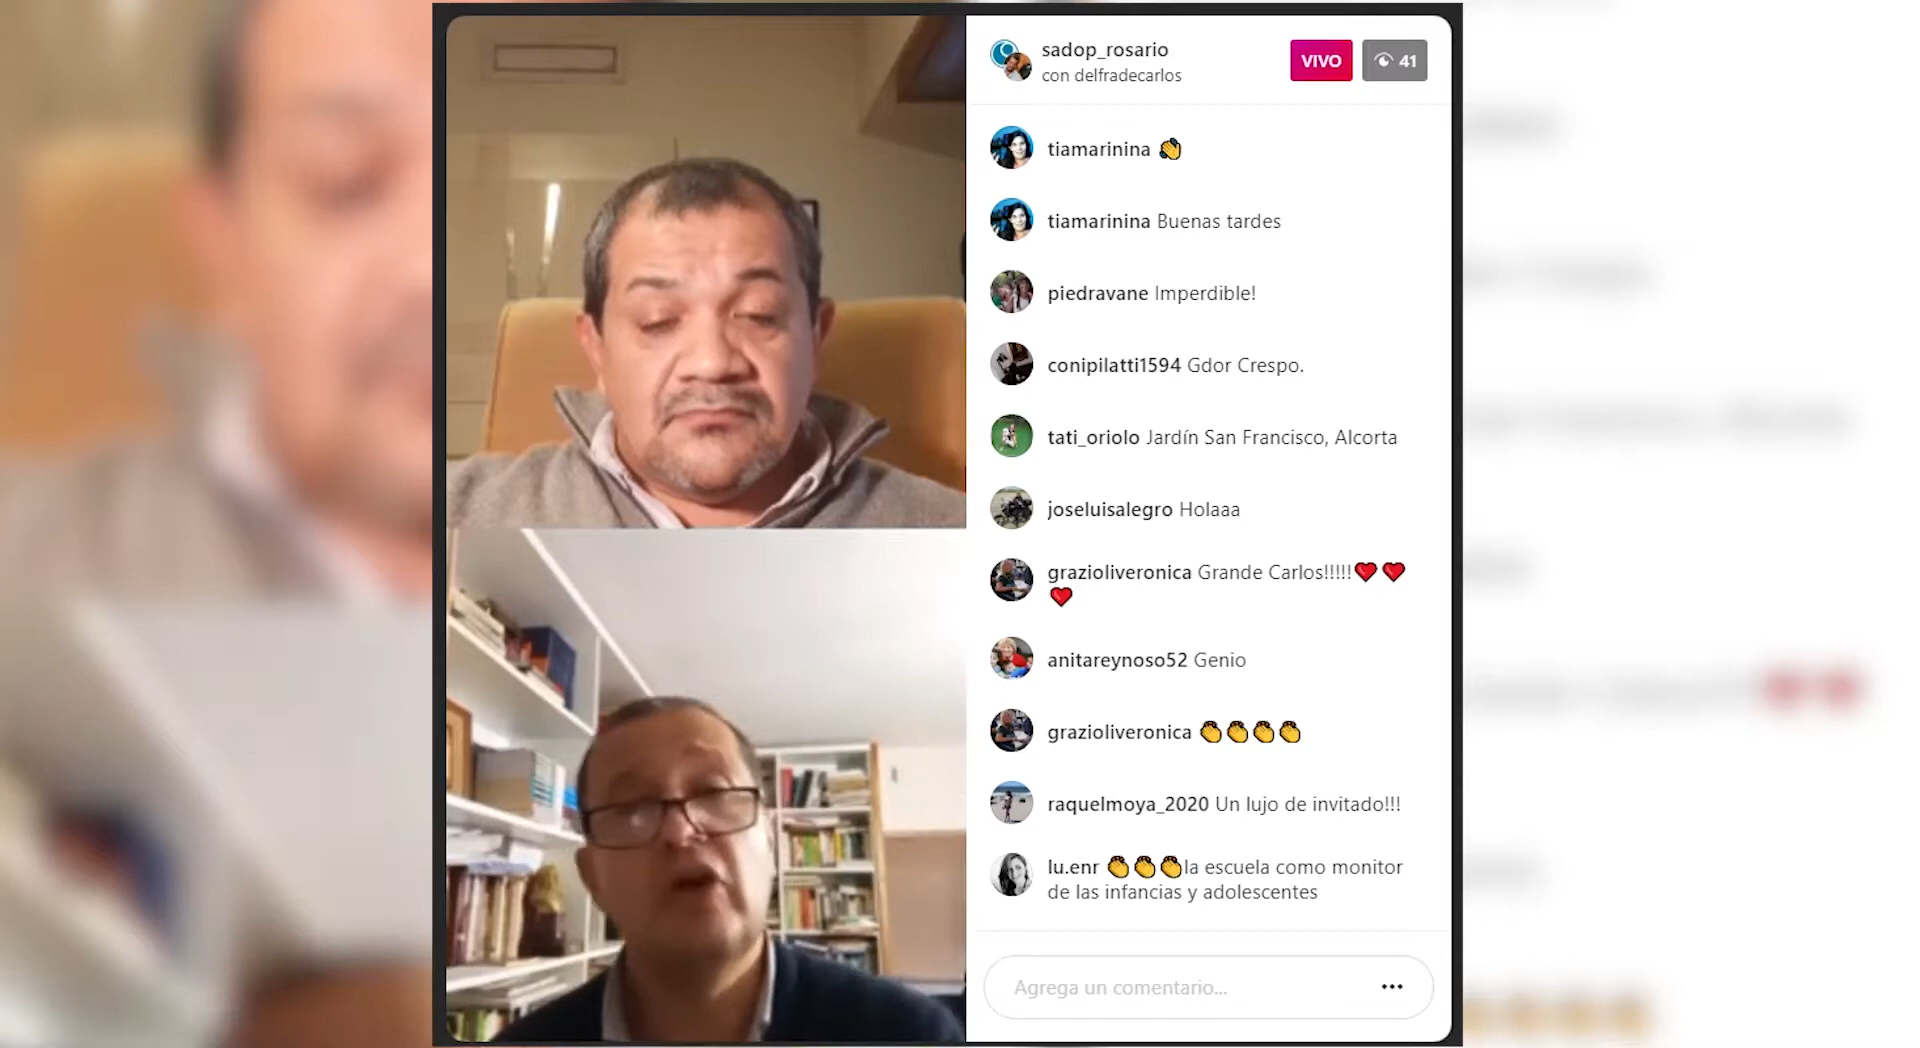 sadop_rosario
con delfradecarlos
VIVO
41
tiamarinina 👏
tiamarinina Buenas tardes
piedravane Imperdible!
conipilatti1594 Gdor Crespo.
tati_oriolo Jardín San Francisco, Alcorta
joseluisalegro Holaaa
grazioliveronica Grande Carlos!!!!!❤️❤️
❤️
anitareynoso52 Genio
grazioliveronica 👏👏👏👏
raquelmoya_2020 Un lujo de invitado!!!
lu.enr 👏👏👏la escuela como monitor
de las infancias y adolescentes
Agrega un comentario...